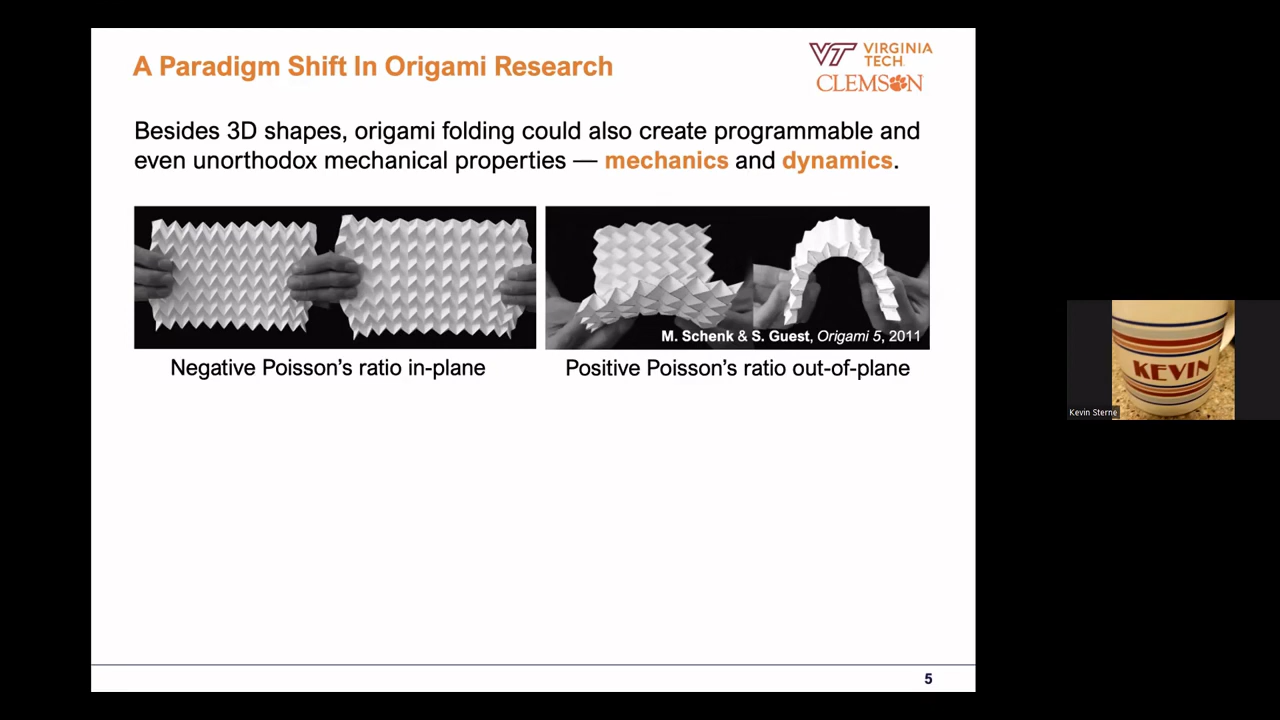 A Paradigm Shift In Origami Research
VIRGINIA
TECH
CLEMSON
Besides 3D shapes, origami folding could also create programmable and
even unorthodox mechanical properties — mechanics and dynamics.
M. Schenk & S. Guest, Origami 5, 2011
Negative Poisson’s ratio in-plane
Positive Poisson’s ratio out-of-plane
KEVIN
Kevin Sterne
5